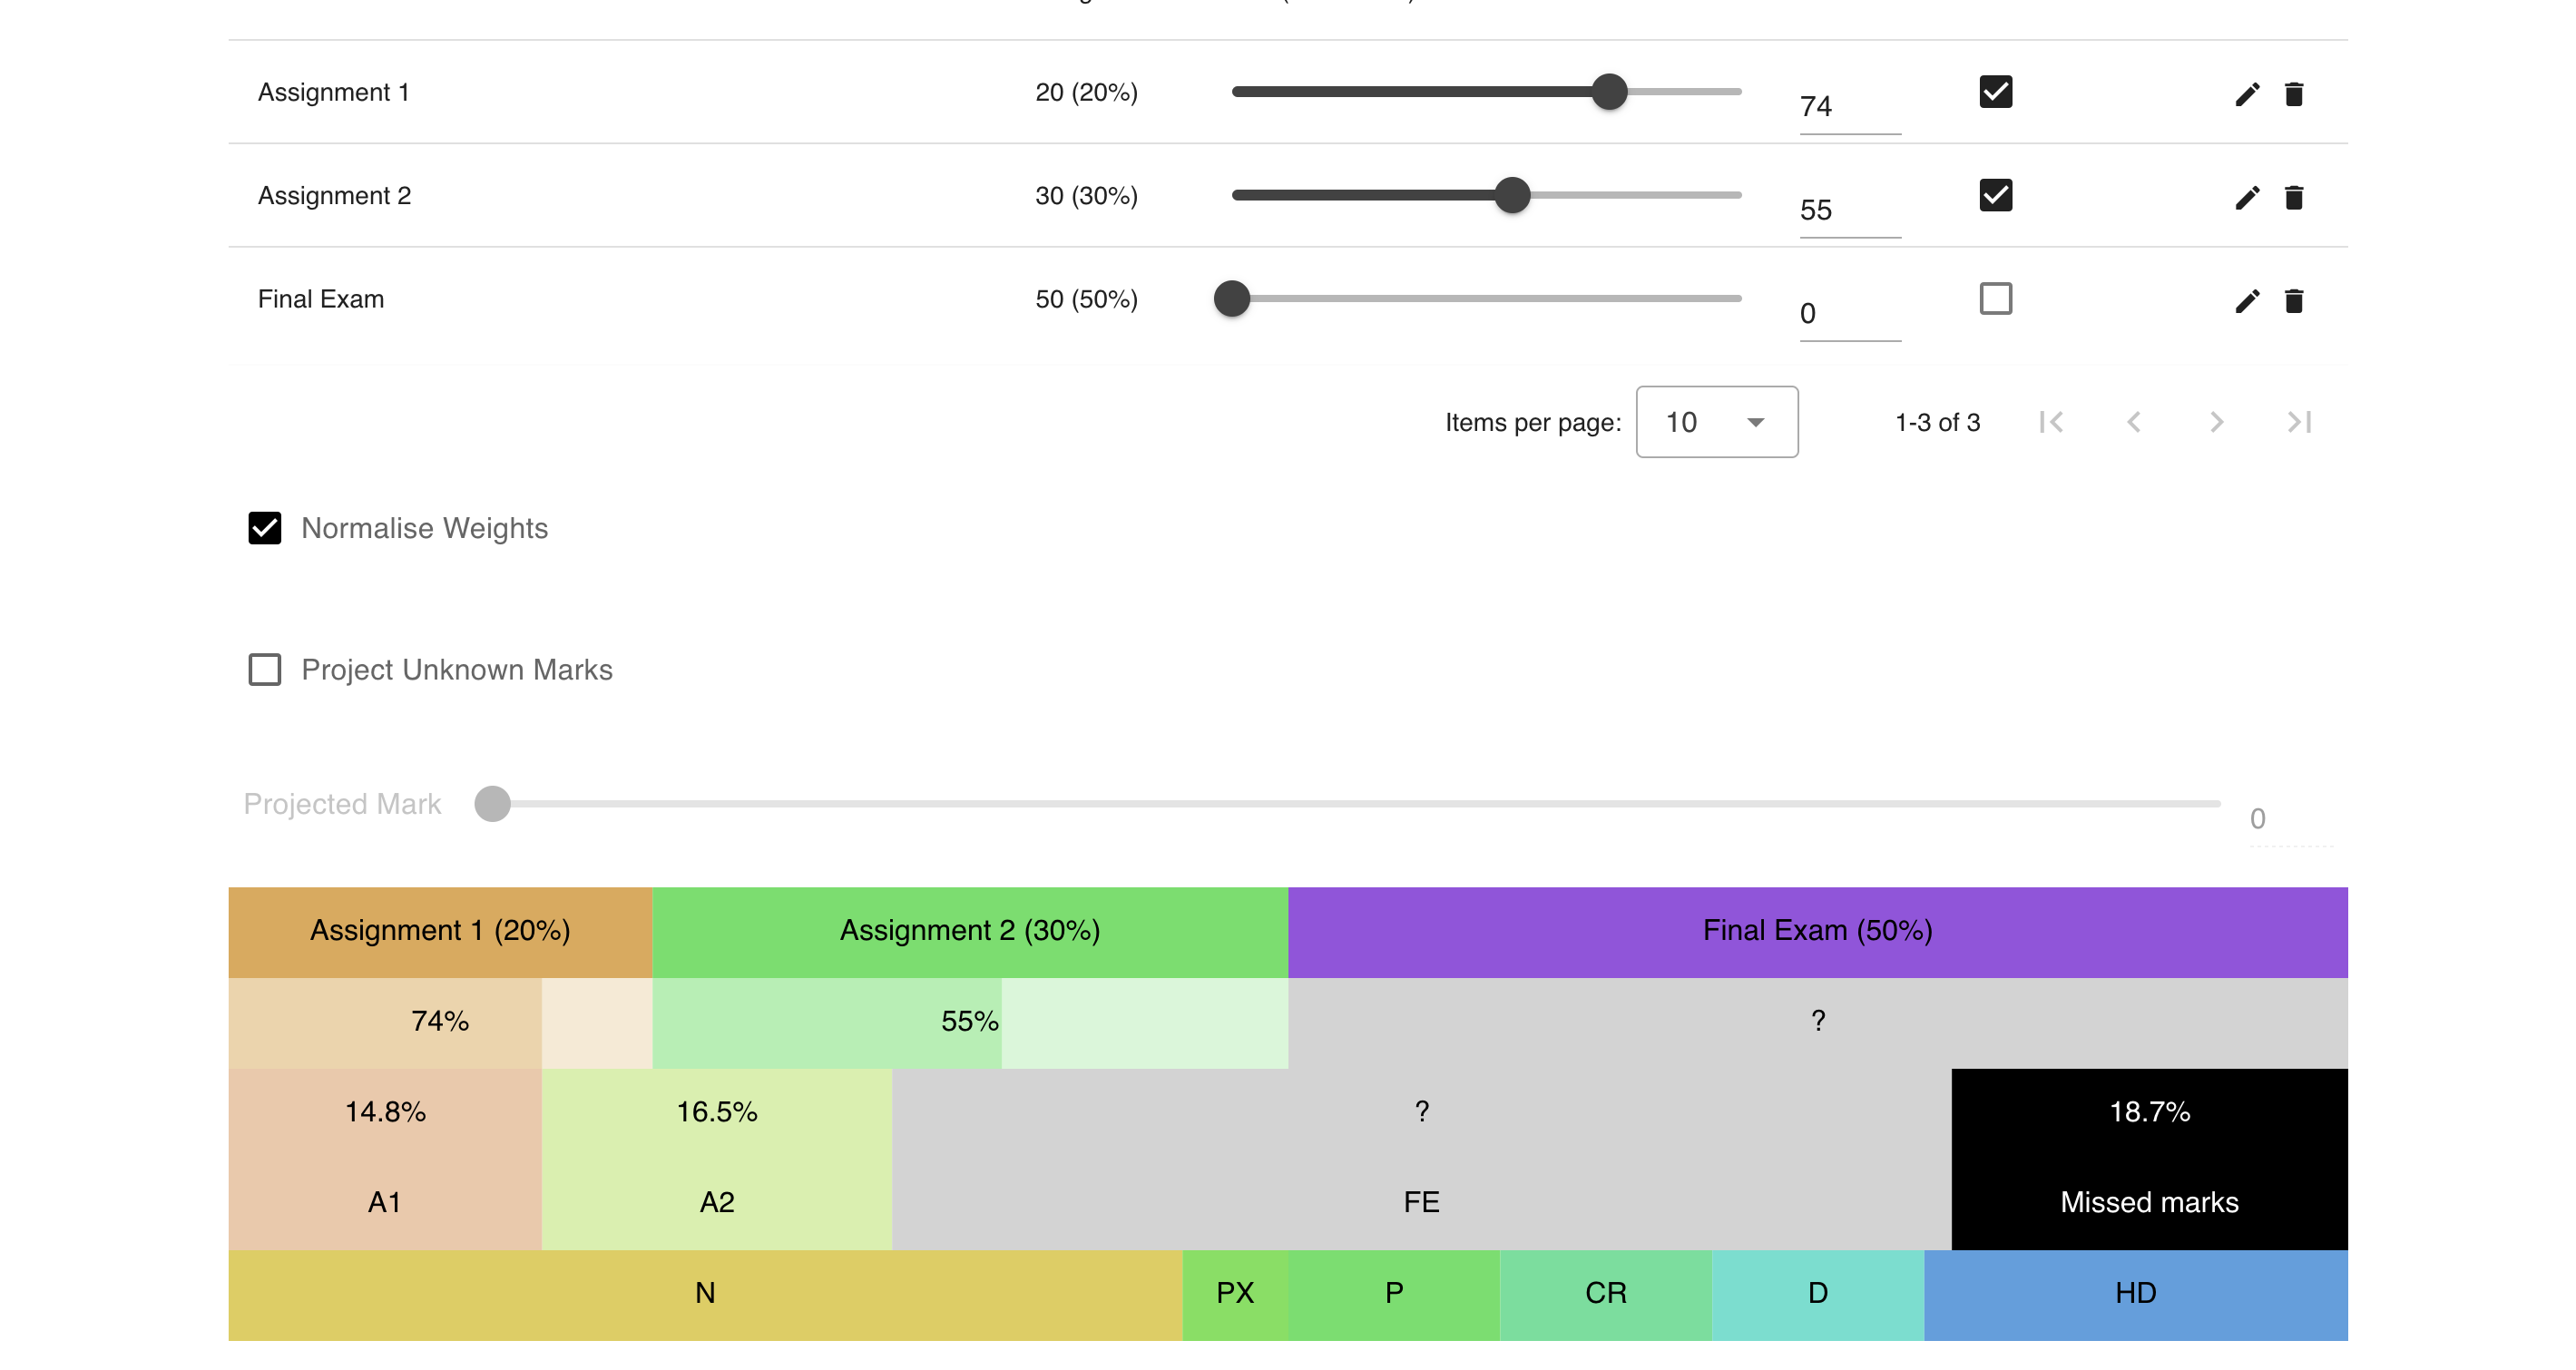 Assignment 1 20 (20%) 74
Assignment 2 30 (30%) 55
Final Exam 50 (50%) 0
Items per page: 10 1-3 of 3
Normalise Weights
Project Unknown Marks
Projected Mark 0
Assignment 1 (20%) Assignment 2 (30%) Final Exam (50%)
74% 55% ?
14.8% 16.5% ? 18.7%
A1 A2 FE Missed marks
N PX P CR D HD